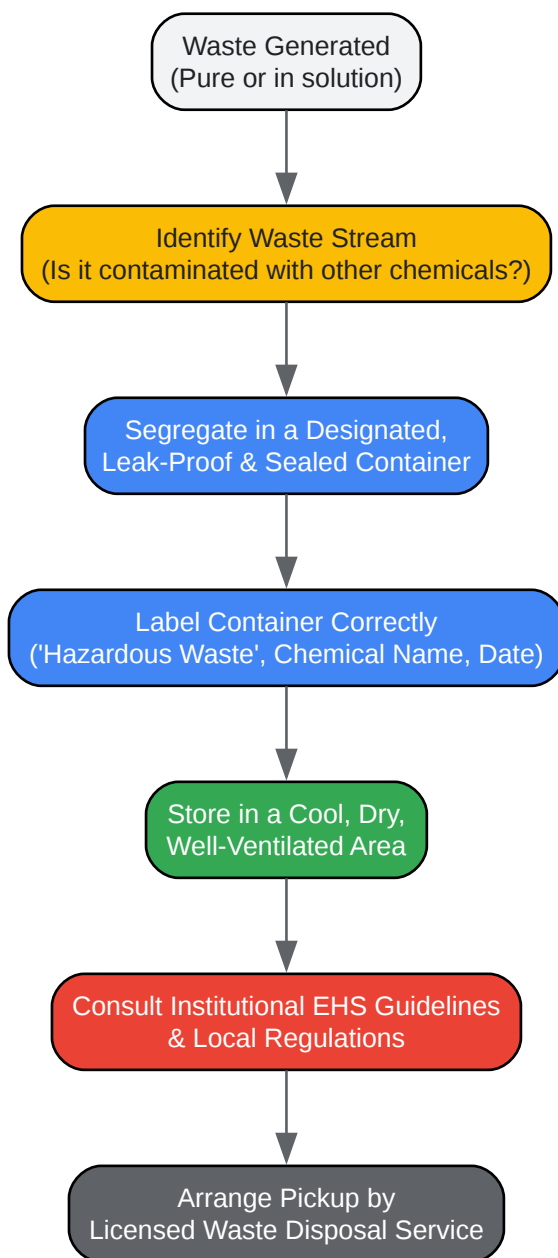 Waste Generated
(Pure or in solution)
Identify Waste Stream
(Is it contaminated with other chemicals?)
Segregate in a Designated,
Leak-Proof & Sealed Container
Label Container Correctly
('Hazardous Waste', Chemical Name, Date)
Store in a Cool, Dry,
Well-Ventilated Area
Consult Institutional EHS Guidelines
& Local Regulations
Arrange Pickup by
Licensed Waste Disposal Service